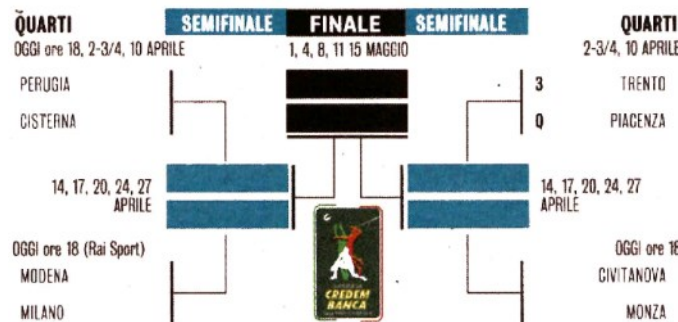 QUARTI SEMIFINALE FINALE SEMIFINALE QUARTI
OGGI ore 18, 2-3/4, 10 APRILE 1, 4, 8, 11 15 MAGGIO 2-3/4, 10 APRILE
PERUGIA 3 TRENTO
CISTERNA 0 PIACENZA
14, 17, 20, 24, 27 14, 17, 20, 24, 27
APRILE APRILE
OGGI ore 18 (Rai Sport) OGGI ore 18
MODENA CIVITANOVA
CREDEM
BANCA
MILANO MONZA